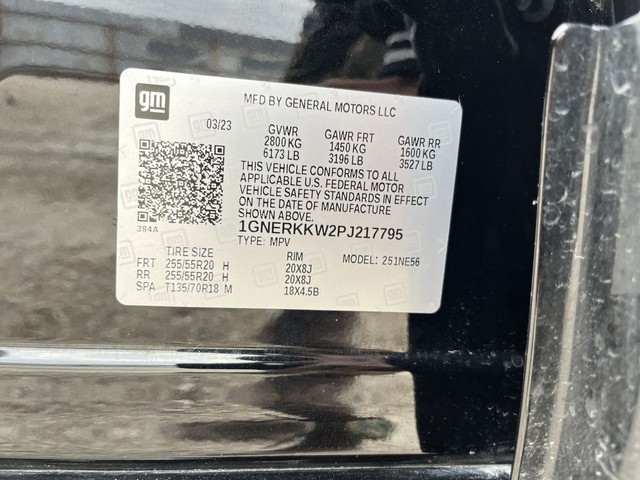 gm
MFD BY GENERAL MOTORS LLC
03/23
GVWR GAWR FRT GAWR RR
2800 KG 1450 KG 1600 KG
6173 LB 3196 LB 3527 LB
THIS VEHICLE CONFORMS TO ALL
APPLICABLE U.S. FEDERAL MOTOR
VEHICLE SAFETY STANDARDS IN EFFECT
ON THE DATE OF MANUFACTURE
SHOWN ABOVE.
384A
1GNERKKW2PJ217795
TYPE: MPV
MODEL: 251NE56
TIRE SIZE RIM
FRT 255/55R20 H 20X8J
RR 255/55R20 H 20X8J
SPA T135/70R18 M 18X4.5B